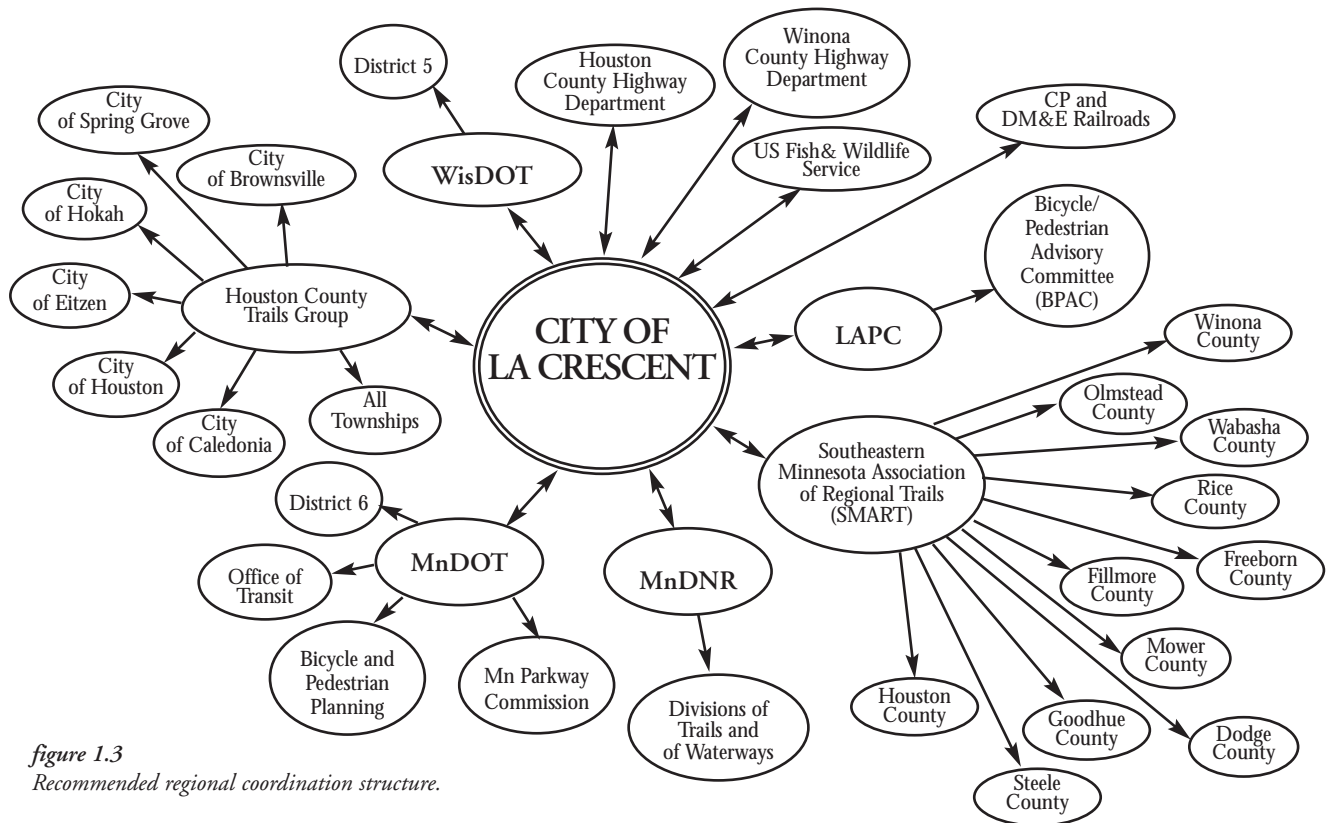 District 5
Houston
County Highway
Department
Winona
County Highway
Department
CP and
DM&E Railroads
City
of Spring Grove
City
of Brownsville
WisDOT
US Fish& Wildlife
Service
City
of Hokah
Bicycle/
Pedestrian
Advisory
Committee
(BPAC)
City
of Eitzen
Houston County
Trails Group
CITY OF
LA CRESCENT
LAPC
Winona
County
City
of Houston
All
Townships
City
of Caledonia
Olmstead
County
Wabasha
County
Southeastern
Minnesota Association
of Regional Trails
(SMART)
Rice
County
District 6
MnDOT
MnDNR
Office of
Transit
Freeborn
County
Fillmore
County
Bicycle and
Pedestrian
Planning
Mn Parkway
Commission
Mower
County
Divisions of
Trails and
of Waterways
Houston
County
Goodhue
County
Dodge
County
Steele
County
figure 1.3
Recommended regional coordination structure.